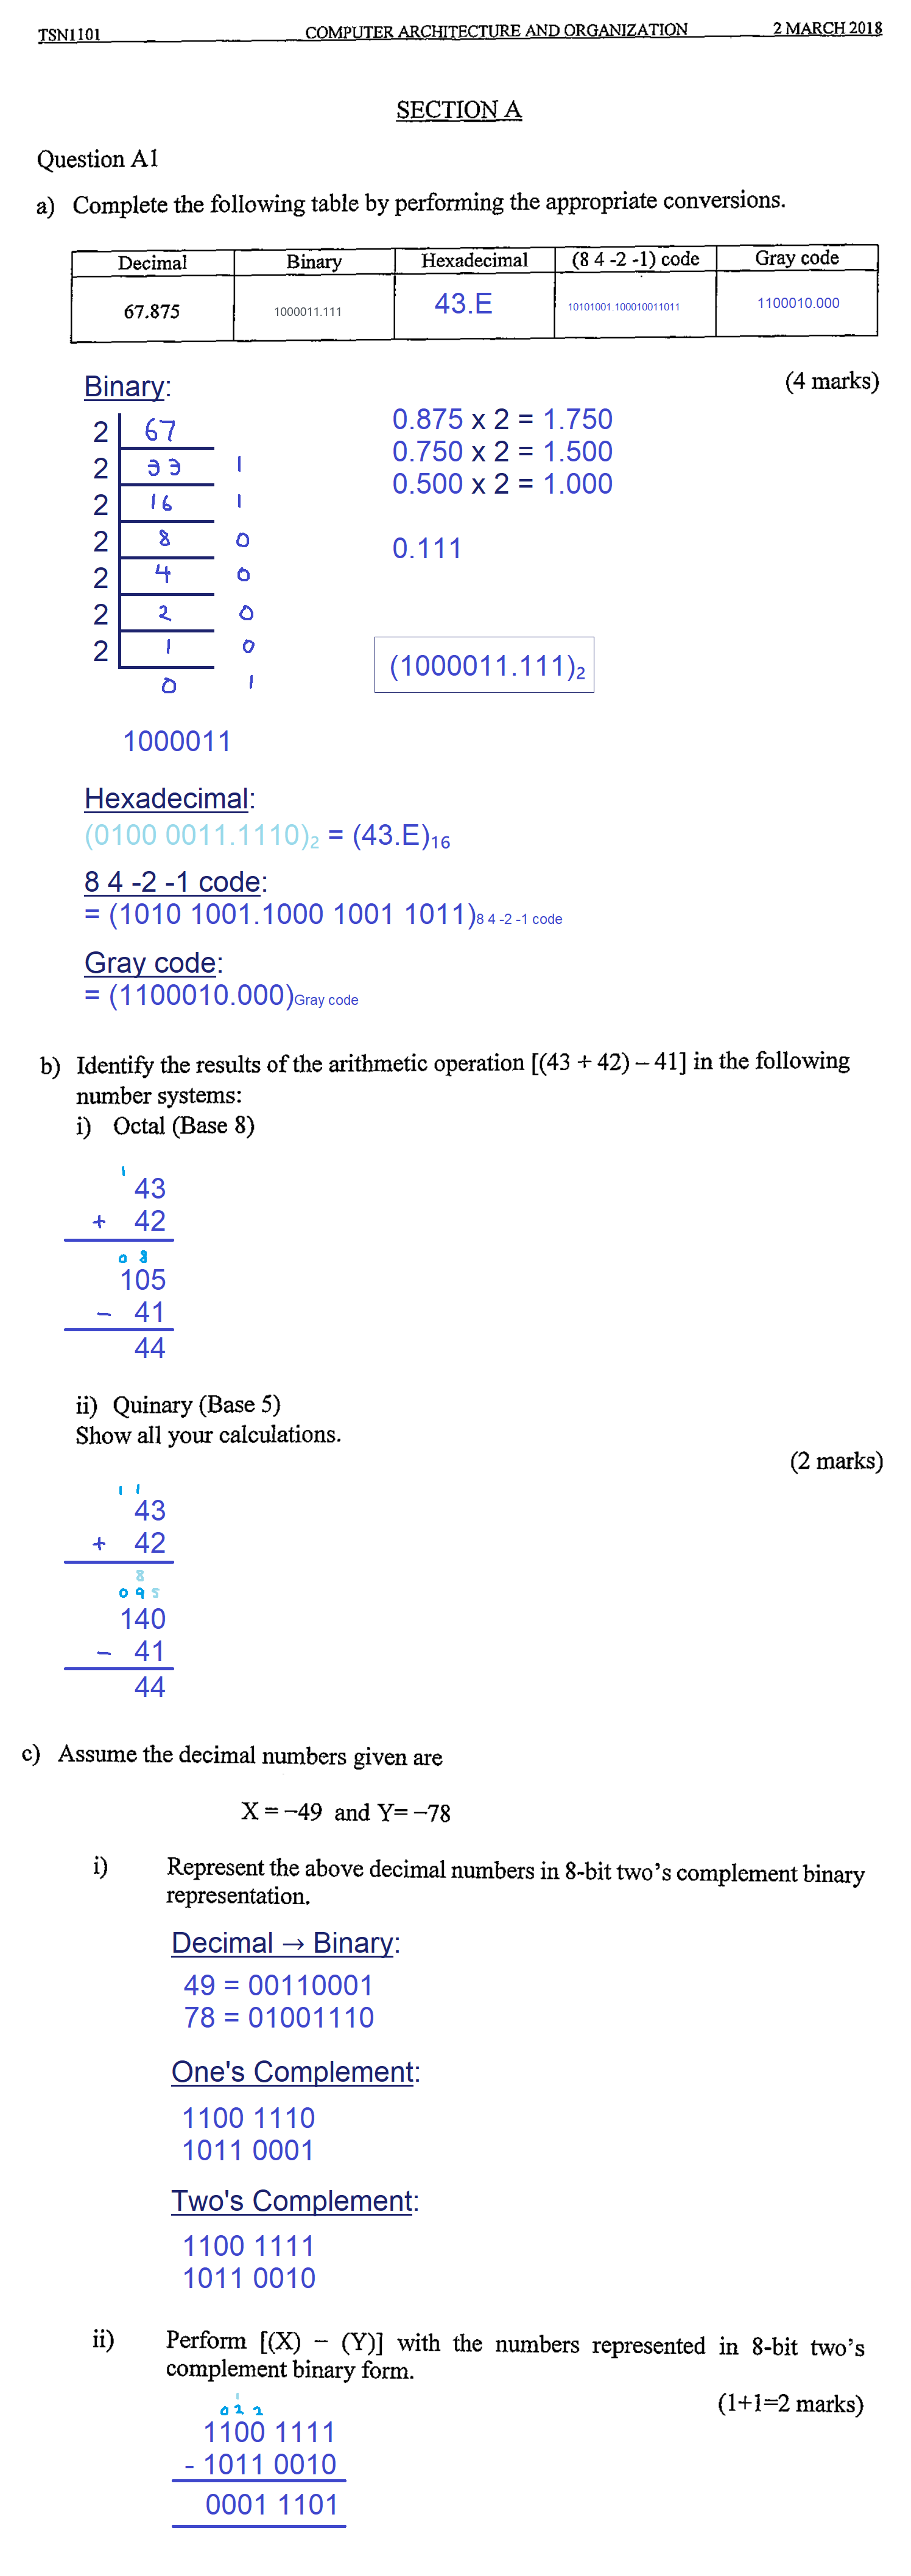 TSN1101 COMPUTER ARCHITECTURE AND ORGANIZATION 2 MARCH 2018
SECTION A
Question A1
a) Complete the following table by performing the appropriate conversions.
Decimal Binary Hexadecimal (8 4 -2 -1) code Gray code
67.875 1000011.111 43.E 10101001.100010011011 1100010.000
(4 marks)
Binary:
2 67
2 33 1
2 16 1
2 8 0
2 4 0
2 2 0
2 1 0
0 1
1000011
0.875 x 2 = 1.750
0.750 x 2 = 1.500
0.500 x 2 = 1.000
0.111
(1000011.111)₂
Hexadecimal:
(0100 0011.1110)₂ = (43.E)₁₆
8 4 -2 -1 code:
= (1010 1001.1000 1001 1011)8 4 -2 -1 code
Gray code:
= (1100010.000)Gray code
b) Identify the results of the arithmetic operation [(43 + 42) – 41] in the following
number systems:
i) Octal (Base 8)
1
43
+ 42
0 8
105
- 41
44
ii) Quinary (Base 5)
Show all your calculations.
(2 marks)
1 1
43
+ 42
8
0 9 5
140
- 41
44
c) Assume the decimal numbers given are
X = –49 and Y= –78
i) Represent the above decimal numbers in 8-bit two's complement binary
representation.
Decimal → Binary:
49 = 00110001
78 = 01001110
One's Complement:
1100 1110
1011 0001
Two's Complement:
1100 1111
1011 0010
ii) Perform [(X) – (Y)] with the numbers represented in 8-bit two's
complement binary form.
(1+1=2 marks)
1
0 2 2
1100 1111
- 1011 0010
0001 1101